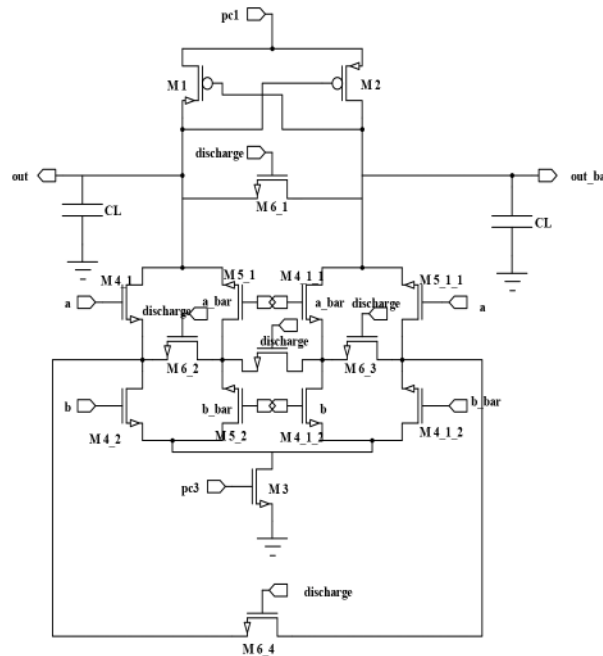 pc1
M 1
M 2
discharge
out
out_ba
CL
M 6_1
CL
M 4_1
M 5_1
M 4_1_1
M 5_1_1
a
discharge
a_bar
a_bar
discharge
a
discharge
M 6_2
M 6_3
b
b_bar
b
b_bar
M 4_2
M 5_2
M 4_1_2
M 4_1_2
pc3
M 3
discharge
M 6_4